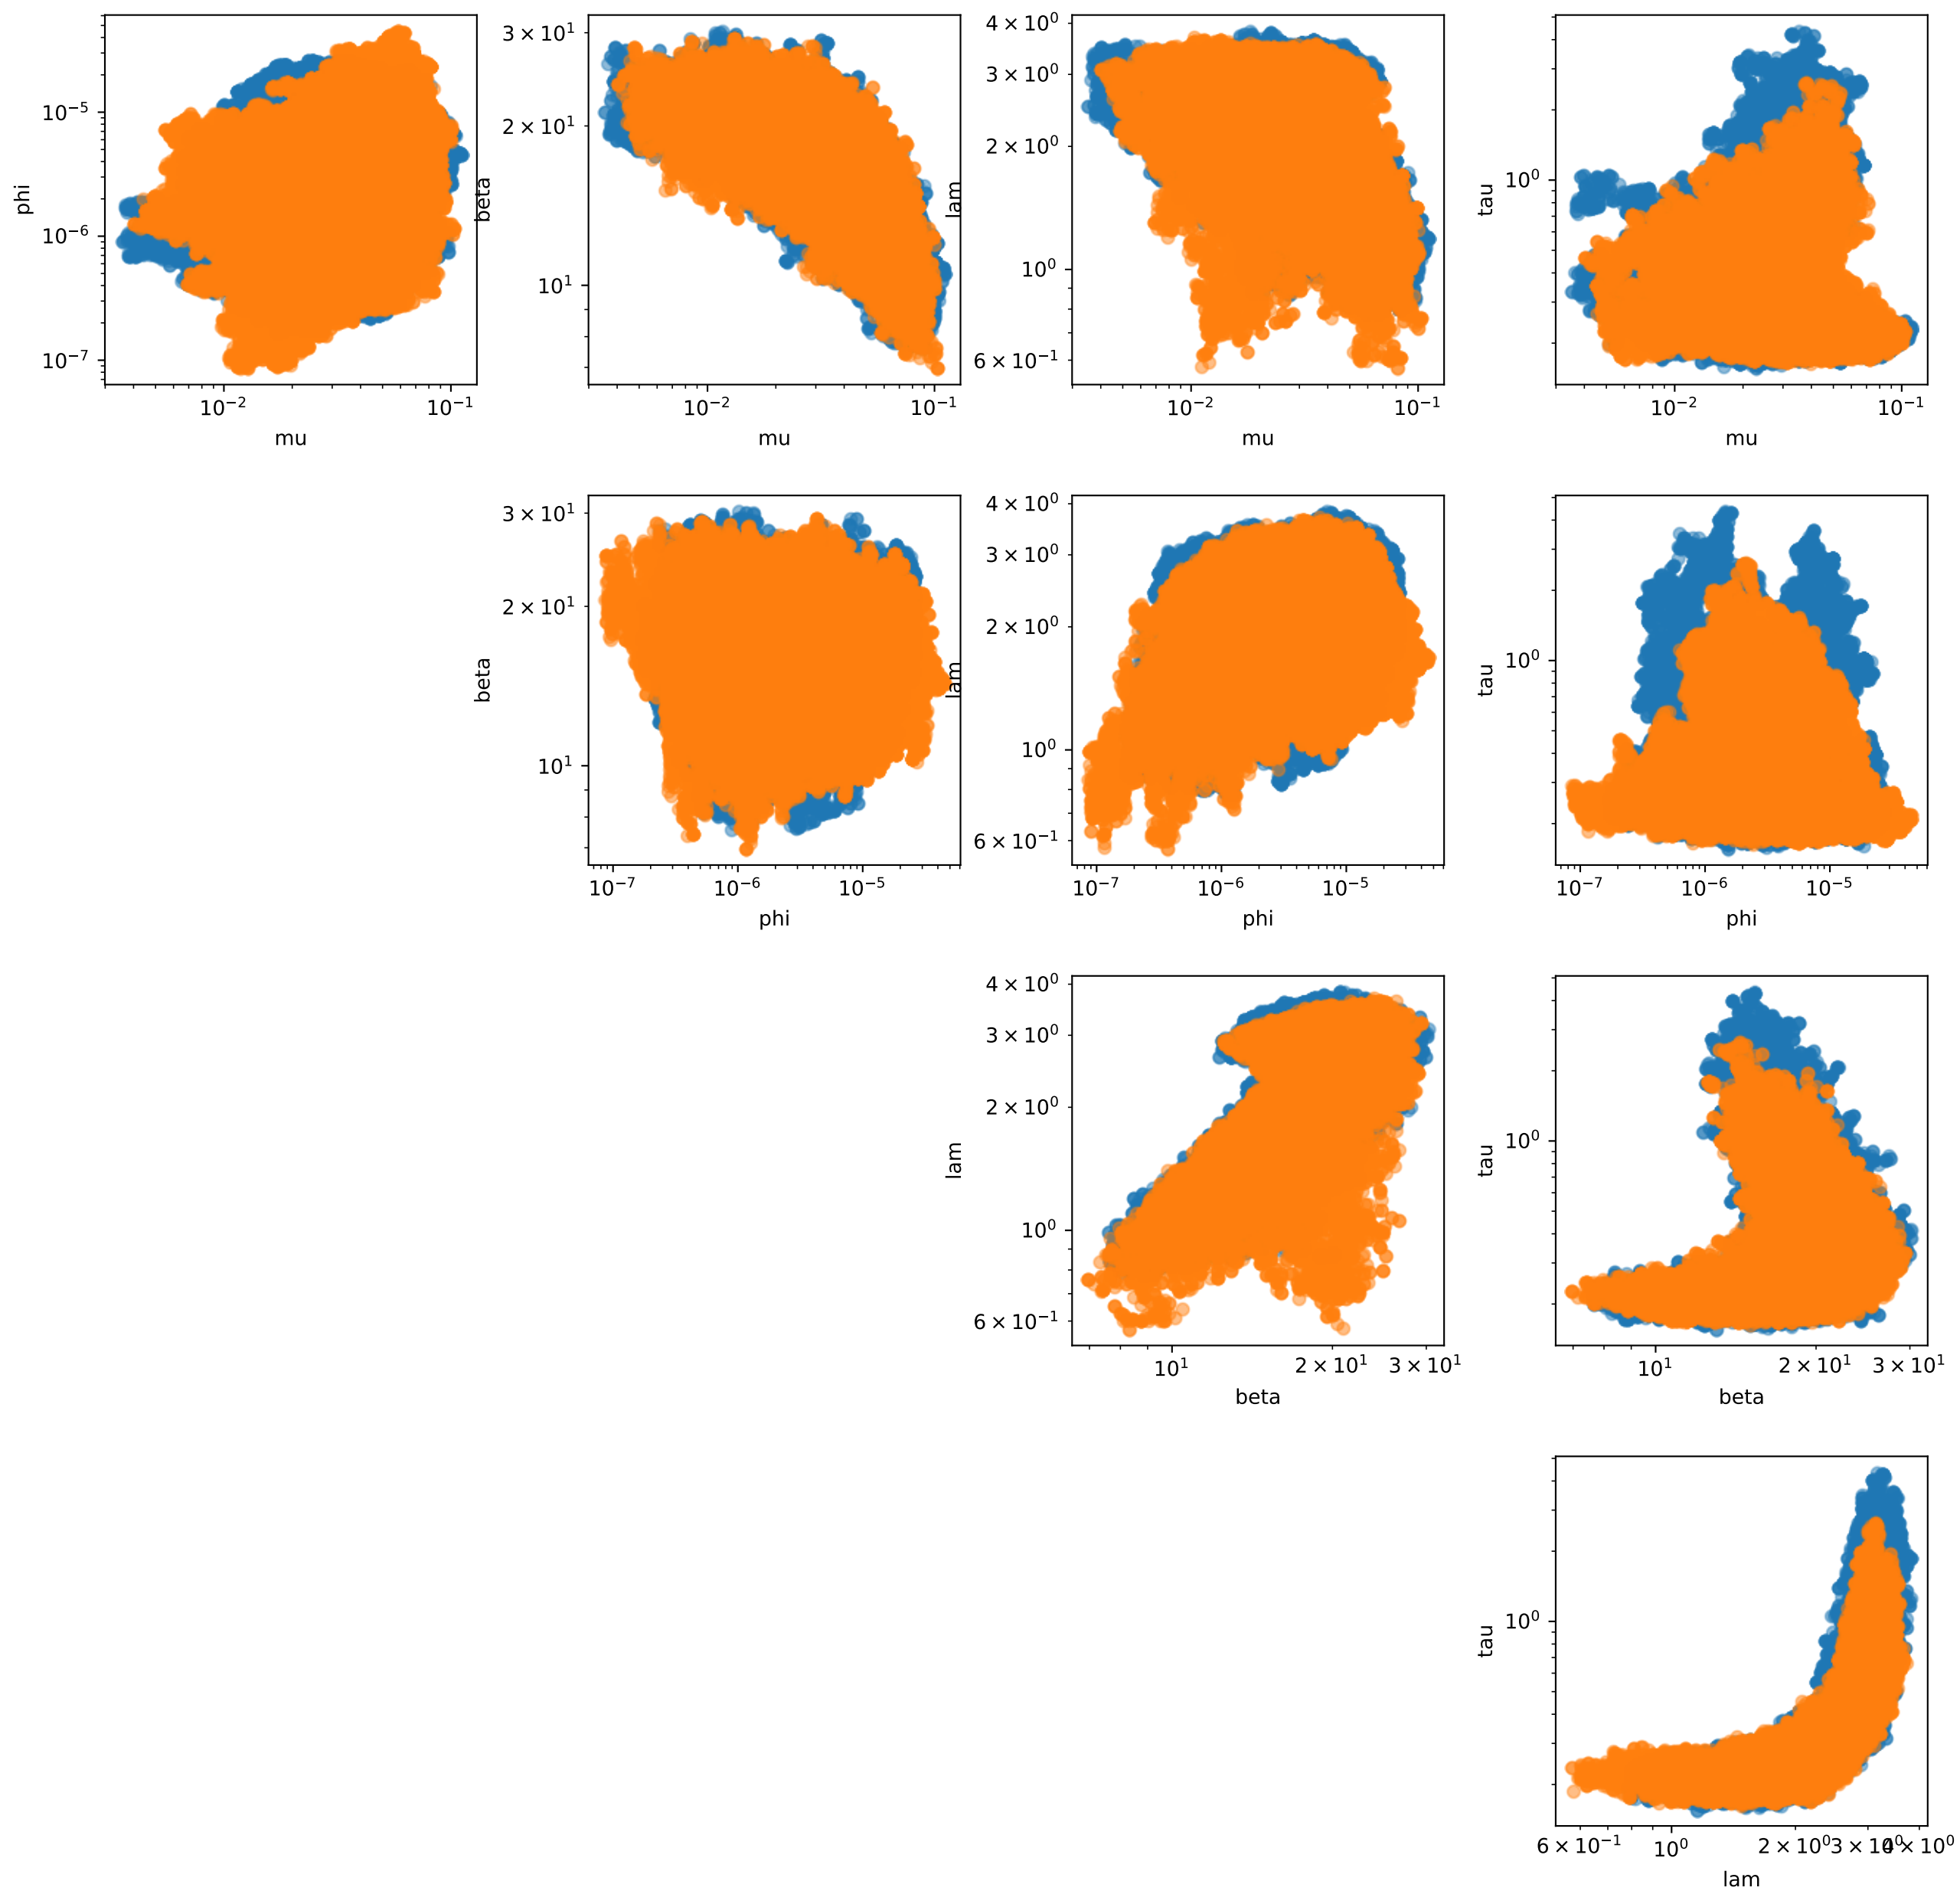 phi
10⁻⁵
10⁻⁶
10⁻⁷
10⁻² 10⁻¹
mu
beta
3 × 10¹
2 × 10¹
10¹
10⁻² 10⁻¹
mu
lam
4 × 10⁰
3 × 10⁰
2 × 10⁰
10⁰
6 × 10⁻¹
10⁻² 10⁻¹
mu
tau
10⁰
10⁻² 10⁻¹
mu
beta
3 × 10¹
2 × 10¹
10¹
10⁻⁷ 10⁻⁶ 10⁻⁵
phi
lam
4 × 10⁰
3 × 10⁰
2 × 10⁰
10⁰
6 × 10⁻¹
10⁻⁷ 10⁻⁶ 10⁻⁵
phi
tau
10⁰
10⁻⁷ 10⁻⁶ 10⁻⁵
phi
lam
4 × 10⁰
3 × 10⁰
2 × 10⁰
10⁰
6 × 10⁻¹
10¹ 2 × 10¹ 3 × 10¹
beta
tau
10⁰
10¹ 2 × 10¹ 3 × 10¹
beta
tau
10⁰
6 × 10⁻¹ 10⁰ 2 × 10⁰ 3 × 10⁰ 4 × 10⁰
lam